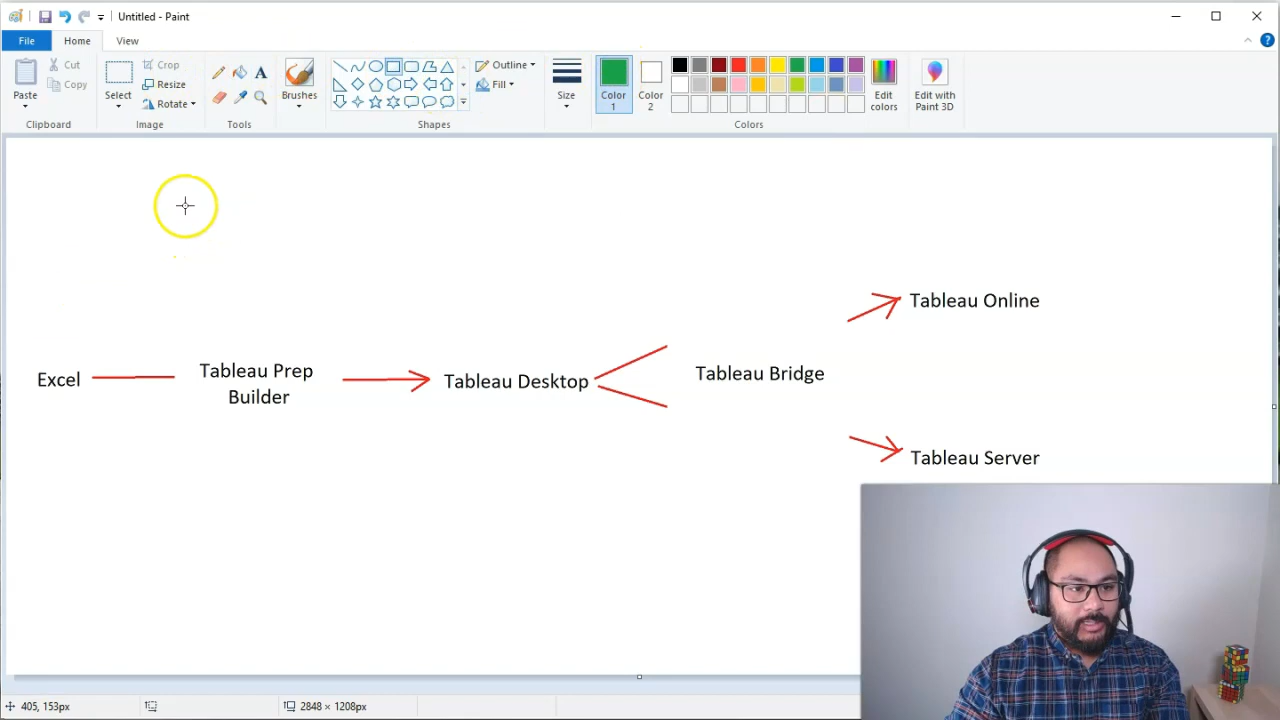 Untitled - Paint
File
Home
View
Paste
Cut
Copy
Clipboard
Select
Crop
Resize
Rotate
Image
A
Tools
Brushes
Outline
Fill
Shapes
Size
Color
1
Color
2
Edit
colors
Colors
Edit with
Paint 3D
Excel
Tableau Prep
Builder
Tableau Desktop
Tableau Bridge
Tableau Online
Tableau Server
405, 153px
2848 × 1208px